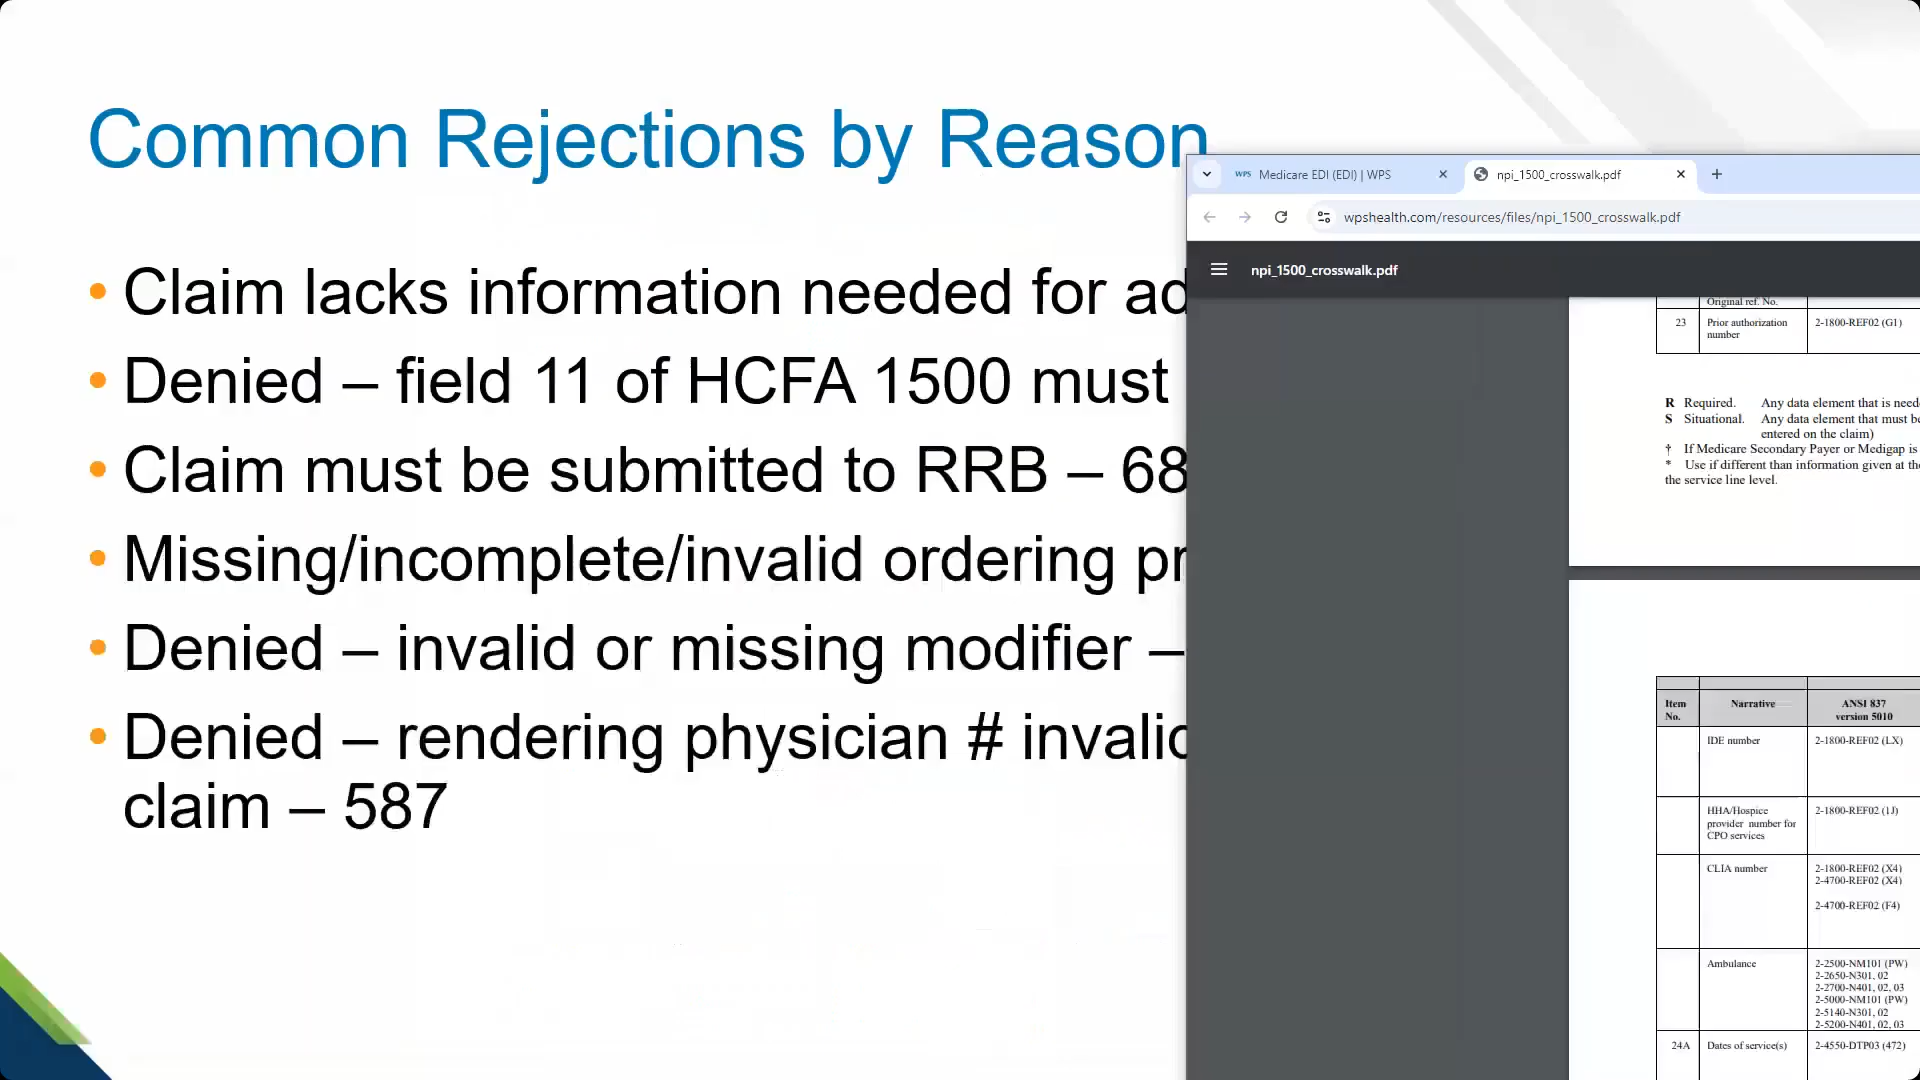 Common Rejections by Reason
• Claim lacks information needed for ad
• Denied – field 11 of HCFA 1500 must
• Claim must be submitted to RRB – 68
• Missing/incomplete/invalid ordering pr
• Denied – invalid or missing modifier –
• Denied – rendering physician # invalid
claim – 587
WPS Medicare EDI (EDI) | WPS
npi_1500_crosswalk.pdf
wpshealth.com/resources/files/npi_1500_crosswalk.pdf
npi_1500_crosswalk.pdf
Original ref. No.
23 Prior authorization 2-1800-REF02 (G1)
number
R Required. Any data element that is need
S Situational. Any data element that must be
entered on the claim)
† If Medicare Secondary Payer or Medigap is
* Use if different than information given at the
the service line level.
Item Narrative ANSI 837
No. version 5010
IDE number 2-1800-REF02 (LX)
HHA/Hospice 2-1800-REF02 (1J)
provider number for
CPO services
CLIA number 2-1800-REF02 (X4)
2-4700-REF02 (X4)
2-4700-REF02 (F4)
Ambulance 2-2500-NM101 (PW)
2-2650-N301, 02
2-2700-N401, 02, 03
2-5000-NM101 (PW)
2-5140-N301, 02
2-5200-N401, 02, 03
24A Dates of service(s) 2-4550-DTP03 (472)